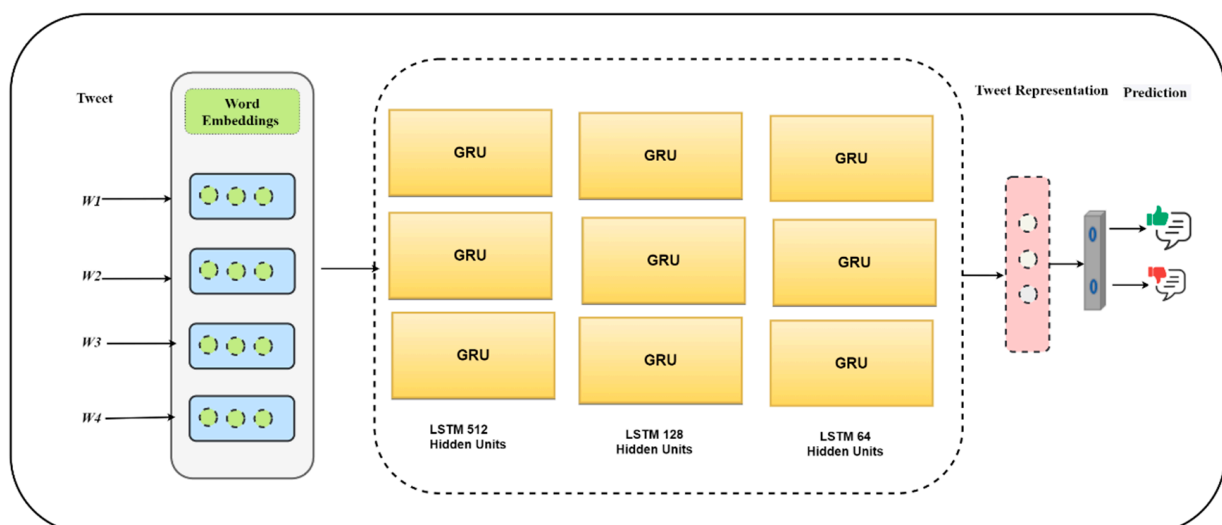 Tweet
Word
Embeddings
W1
W2
W3
W4
GRU
GRU
GRU
GRU
GRU
GRU
GRU
GRU
GRU
LSTM 512
Hidden Units
LSTM 128
Hidden Units
LSTM 64
Hidden Units
Tweet Representation
Prediction